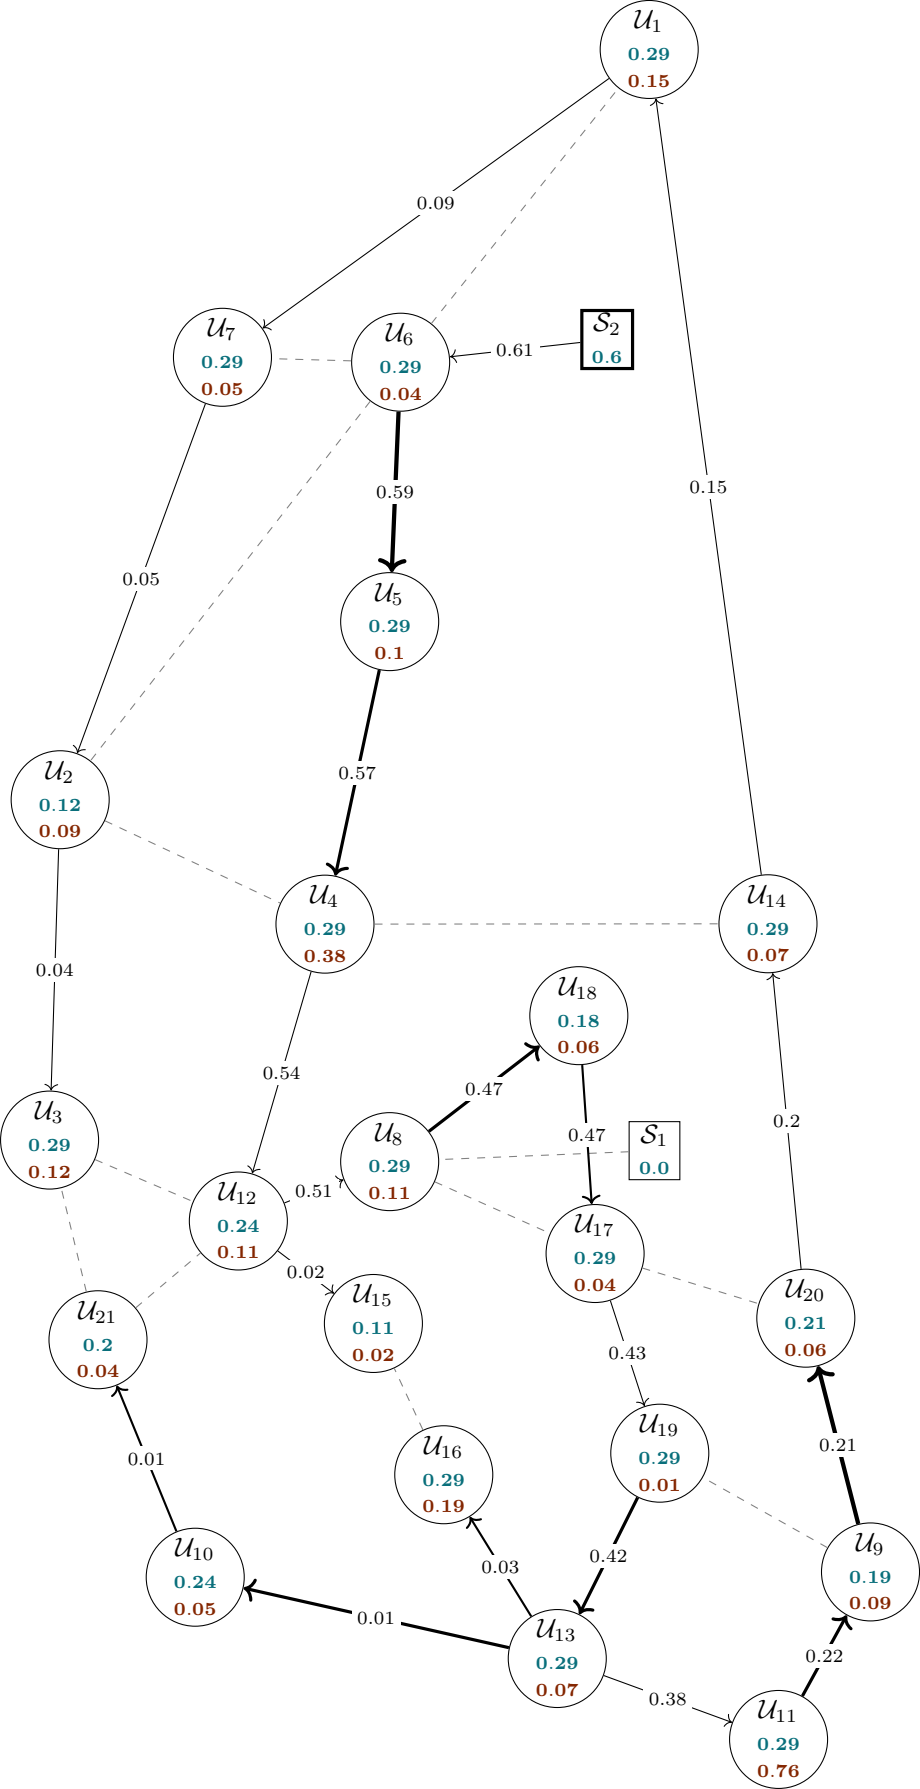 𝒰₁
0.29
0.15
0.09
𝒰₇
0.29
0.05
𝒰₆
0.29
0.04
0.61
𝒮₂
0.6
0.15
0.59
0.05
𝒰₅
0.29
0.1
0.57
𝒰₂
0.12
0.09
𝒰₄
0.29
0.38
𝒰₁₄
0.29
0.07
0.04
𝒰₁₈
0.18
0.06
0.54
0.47
0.2
𝒰₃
0.29
0.12
𝒰₈
0.29
0.11
0.47
𝒮₁
0.0
𝒰₁₂
0.24
0.11
0.51
𝒰₁₇
0.29
0.04
0.02
𝒰₂₁
0.2
0.04
𝒰₁₅
0.11
0.02
𝒰₂₀
0.21
0.06
0.43
𝒰₁₉
0.29
0.01
0.01
𝒰₁₆
0.29
0.19
0.21
𝒰₁₀
0.24
0.05
0.03
0.42
𝒰₉
0.19
0.09
0.01
𝒰₁₃
0.29
0.07
0.22
0.38
𝒰₁₁
0.29
0.76